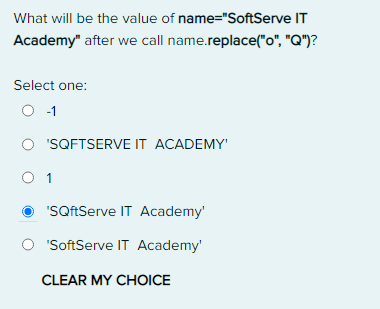 What will be the value of name="SoftServe IT
Academy" after we call name.replace("o", "Q")?
Select one:
-1
'SQFTSERVE IT  ACADEMY'
1
'SQftServe IT  Academy'
'SoftServe IT  Academy'
CLEAR MY CHOICE